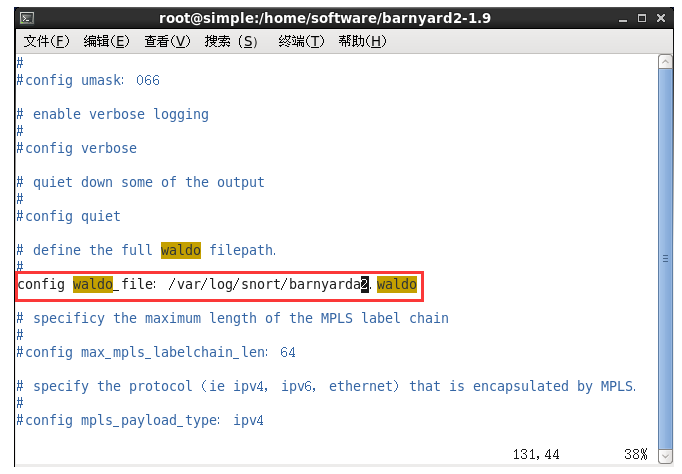 root@simple:/home/software/barnyard2-1.9
文件(F) 编辑(E) 查看(V) 搜索 (S) 终端(T) 帮助(H)
#
#config umask: 066
# enable verbose logging
#
#config verbose
# quiet down some of the output
#
#config quiet
# define the full waldo filepath.
#
config waldo_file: /var/log/snort/barnyarda2.waldo
# specificy the maximum length of the MPLS label chain
#
#config max_mpls_labelchain_len: 64
# specify the protocol (ie ipv4, ipv6, ethernet) that is encapsulated by MPLS.
#
#config mpls_payload_type: ipv4
131,44 38%